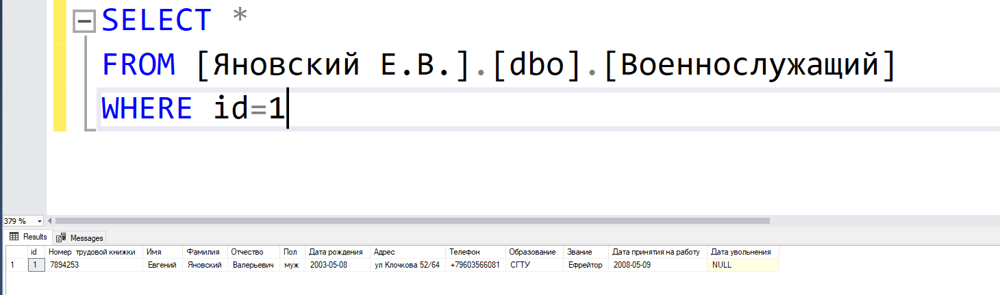 SELECT *
FROM [Яновский Е.В.].[dbo].[Военнослужащий]
WHERE id=1
379 %
Results Messages
id Номер трудовой книжки Имя Фамилия Отчество Пол Дата рождения Адрес Телефон Образование Звание Дата принятия на работу Дата увольнения
1 1 7894253 Евгений Яновский Валерьевич муж 2003-05-08 ул Клочкова 52/64 +79603566081 СГТУ Ефрейтор 2008-05-09 NULL